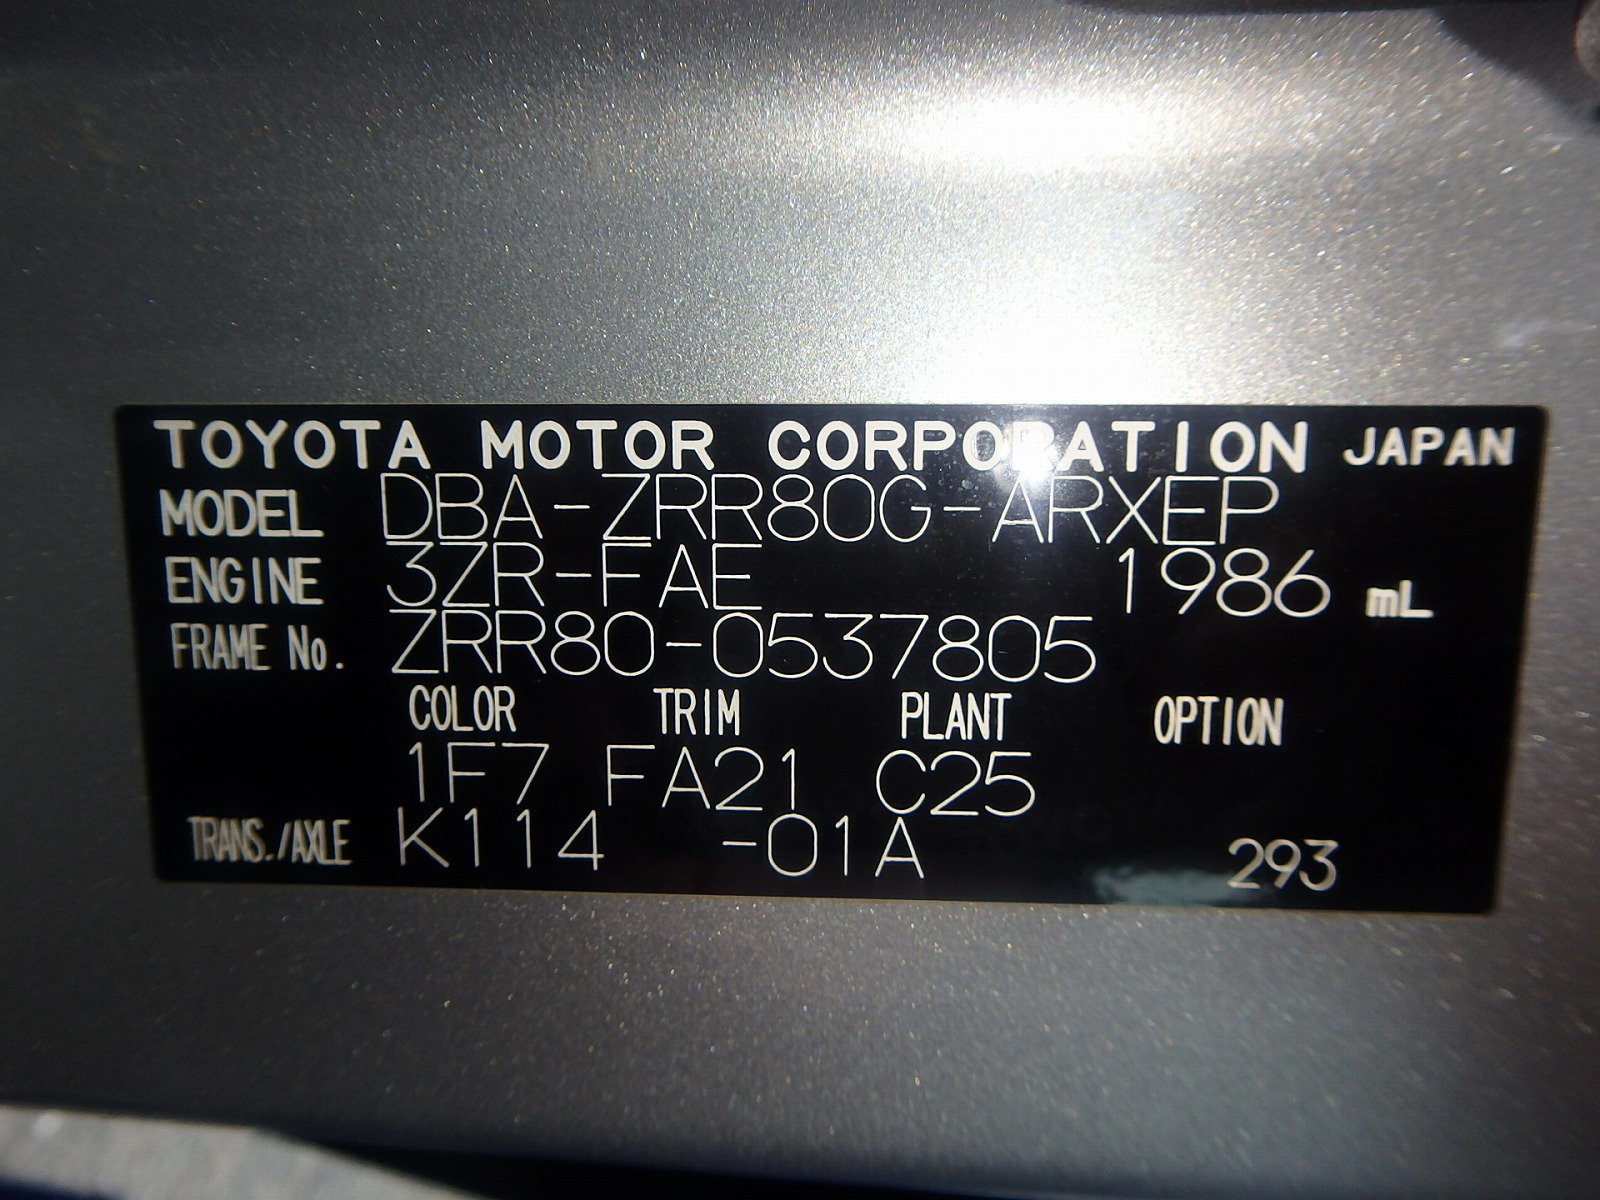 TOYOTA MOTOR CORPORATION JAPAN
MODEL DBA-ZRR80G-ARXEP
ENGINE 3ZR-FAE 1986 mL
FRAME No. ZRR80-0537805
COLOR TRIM PLANT OPTION
1F7 FA21 C25
TRANS./AXLE K114 -01A 293